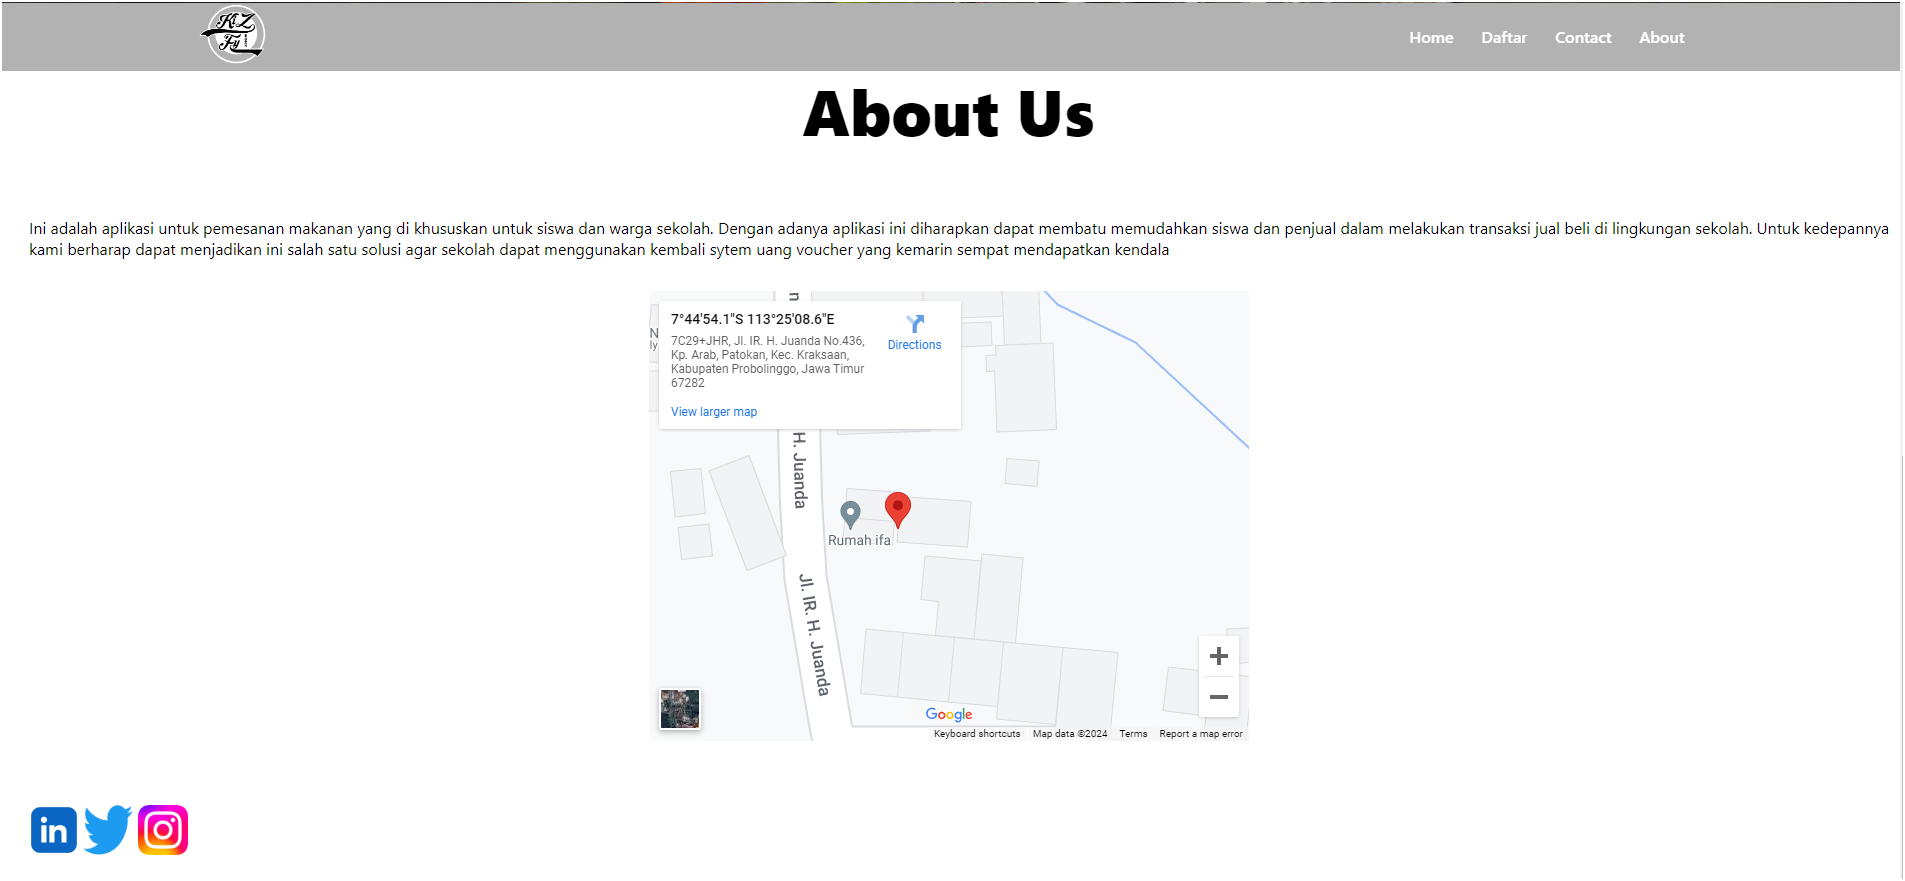 KiZ
Fy
Home Daftar Contact About
About Us
Ini adalah aplikasi untuk pemesanan makanan yang di khususkan untuk siswa dan warga sekolah. Dengan adanya aplikasi ini diharapkan dapat membatu memudahkan siswa dan penjual dalam melakukan transaksi jual beli di lingkungan sekolah. Untuk kedepannya
kami berharap dapat menjadikan ini salah satu solusi agar sekolah dapat menggunakan kembali sytem uang voucher yang kemarin sempat mendapatkan kendala
7°44'54.1"S 113°25'08.6"E
7C29+JHR, Jl. IR. H. Juanda No.436,
Kp. Arab, Patokan, Kec. Kraksaan,
Kabupaten Probolinggo, Jawa Timur
67282
Directions
View larger map
H. Juanda
Rumah ifa
Jl. IR. H. Juanda
Google
Keyboard shortcuts Map data ©2024 Terms Report a map error
in